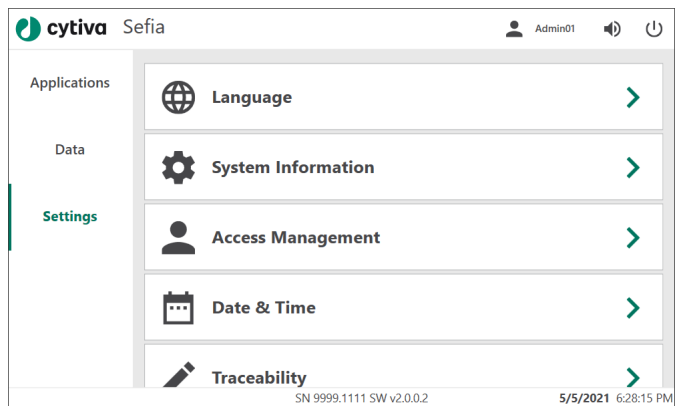 cytiva Sefia Admin01
Applications
Data
Settings
Language
System Information
Access Management
Date & Time
Traceability
SN 9999.1111 SW v2.0.0.2 5/5/2021 6:28:15 PM